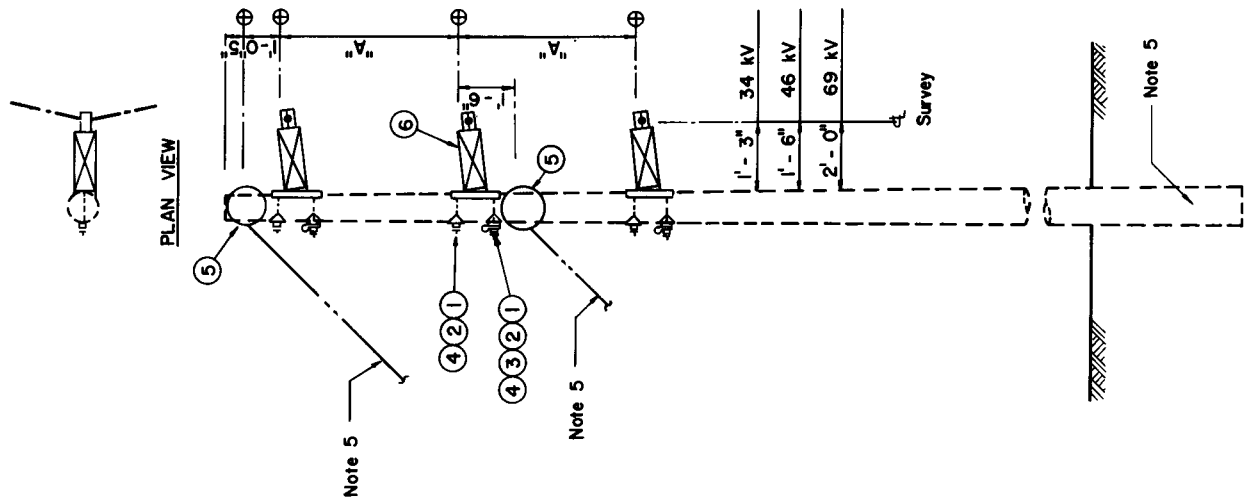 PLAN VIEW
5"
1'-0"
"A"
"A"
1'-6"
6
5
5
4 2 1
4 3 2 1
Note 5
Note 5
1'-3" 34 kV
1'-6" 46 kV
2'-0" 69 kV
℄
Survey
Note 5